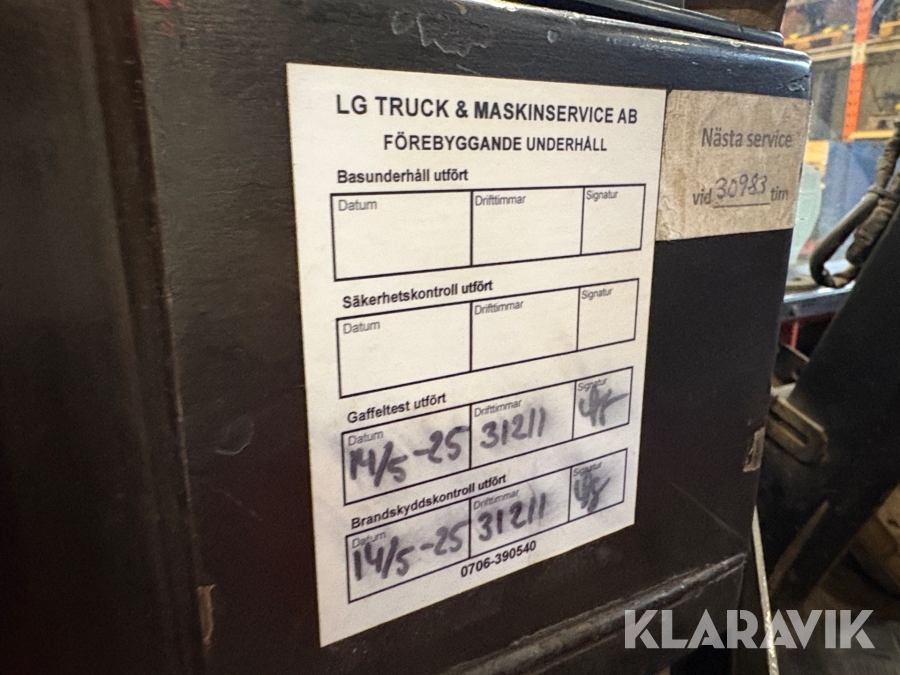 LG TRUCK & MASKINSERVICE AB
FÖREBYGGANDE UNDERHÅLL
Basunderhåll utfört
Datum Drifttimmar Signatur
Säkerhetskontroll utfört
Datum Drifttimmar Signatur
Gaffeltest utfört
Datum Drifttimmar Signatur
14/5-25 31211
Brandskyddskontroll utfört
Datum Drifttimmar Signatur
14/5-25 31211
0706-390540
Nästa service
vid 30983 tim
KLARAVIK